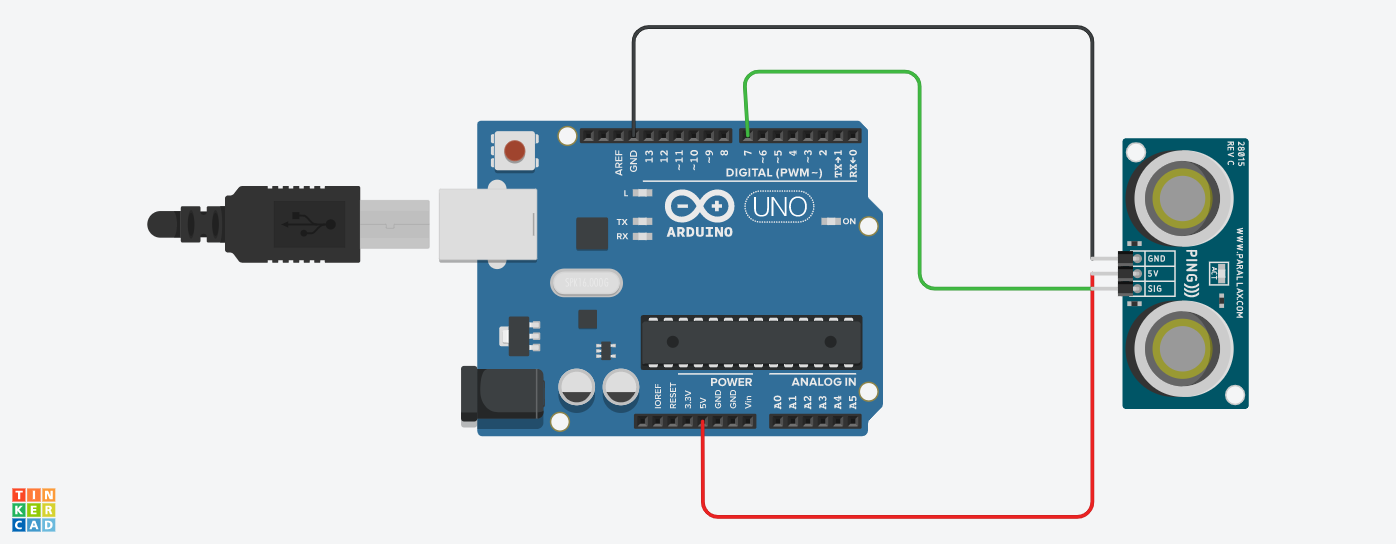 AREF
GND
13
12
~11
~10
~9
8
7
~6
~5
4
~3
2
TX→1
RX←0
DIGITAL (PWM~)
L
TX
RX
ARDUINO
UNO
ON
POWER
ANALOG IN
IOREF
RESET
3.3V
5V
GND
GND
Vin
A0
A1
A2
A3
A4
A5
28015
REV C
GND
5V
SIG
PING)))
ACT
WWW.PARALLAX.COM
TIN
KER
CAD